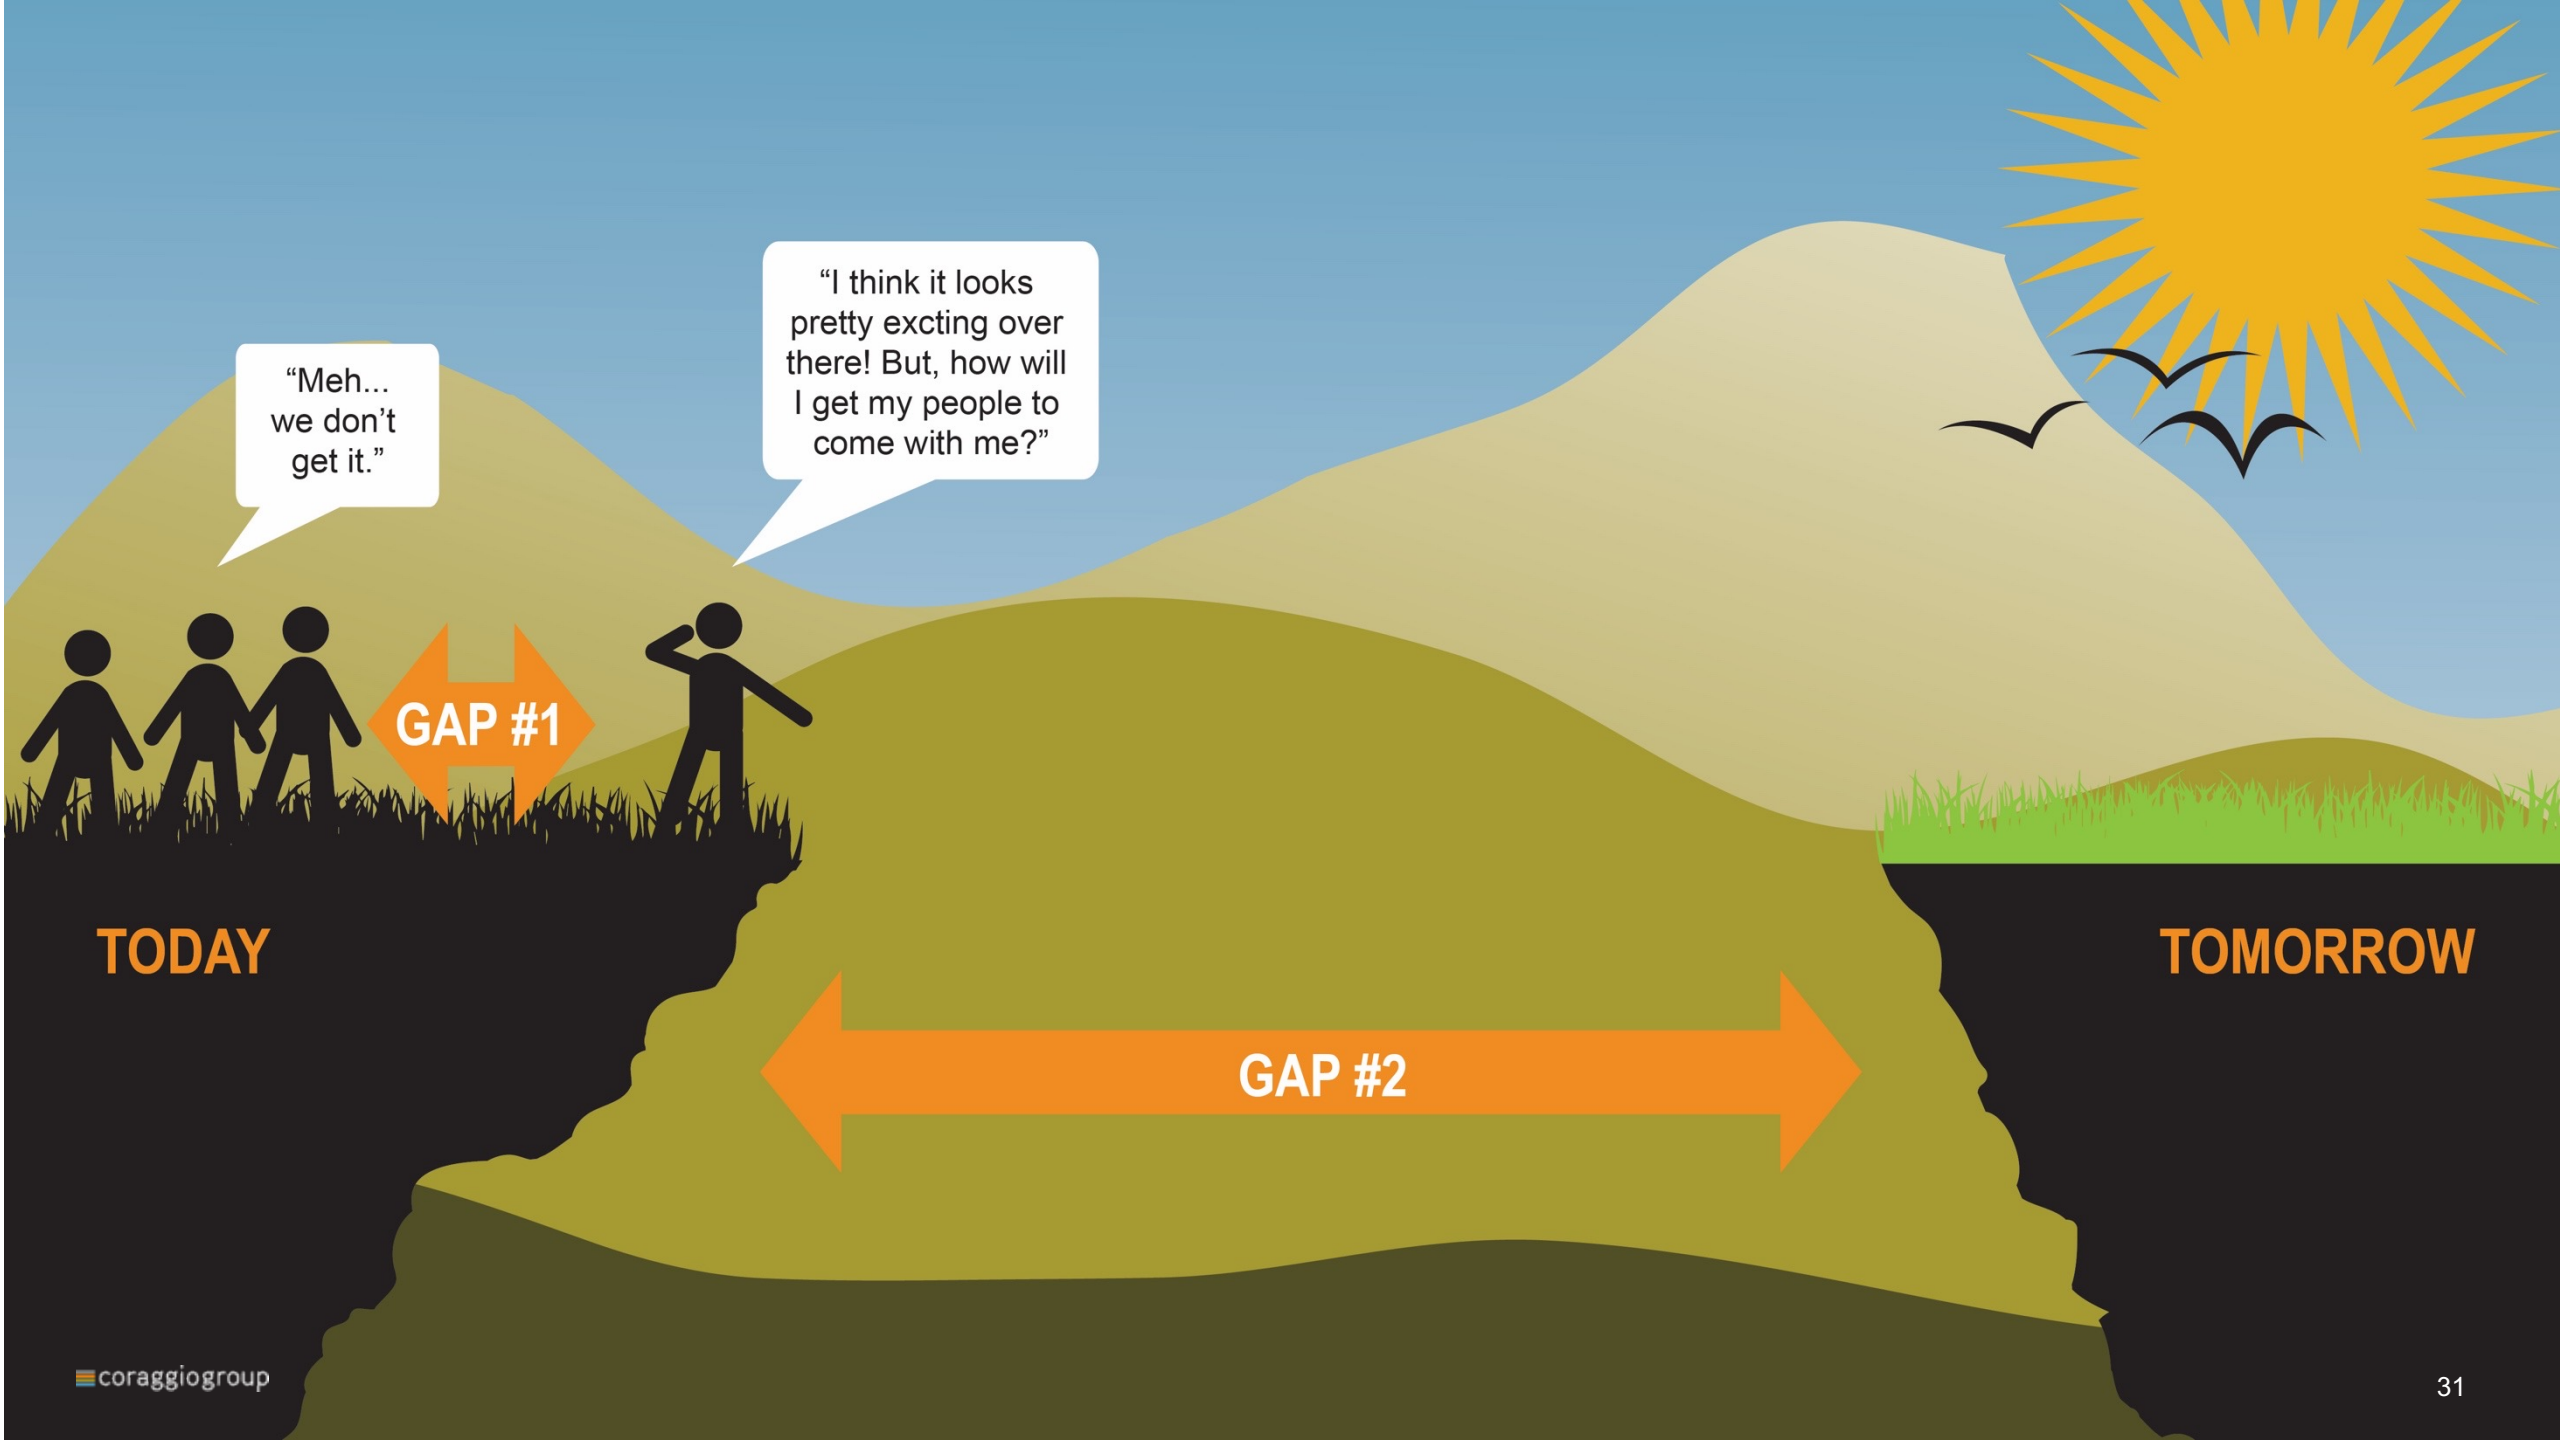 “I think it looks
pretty excting over
there! But, how will
I get my people to
come with me?”
“Meh...
we don’t
get it.”
GAP #1
TODAY
TOMORROW
GAP #2
coraggiogroup
31